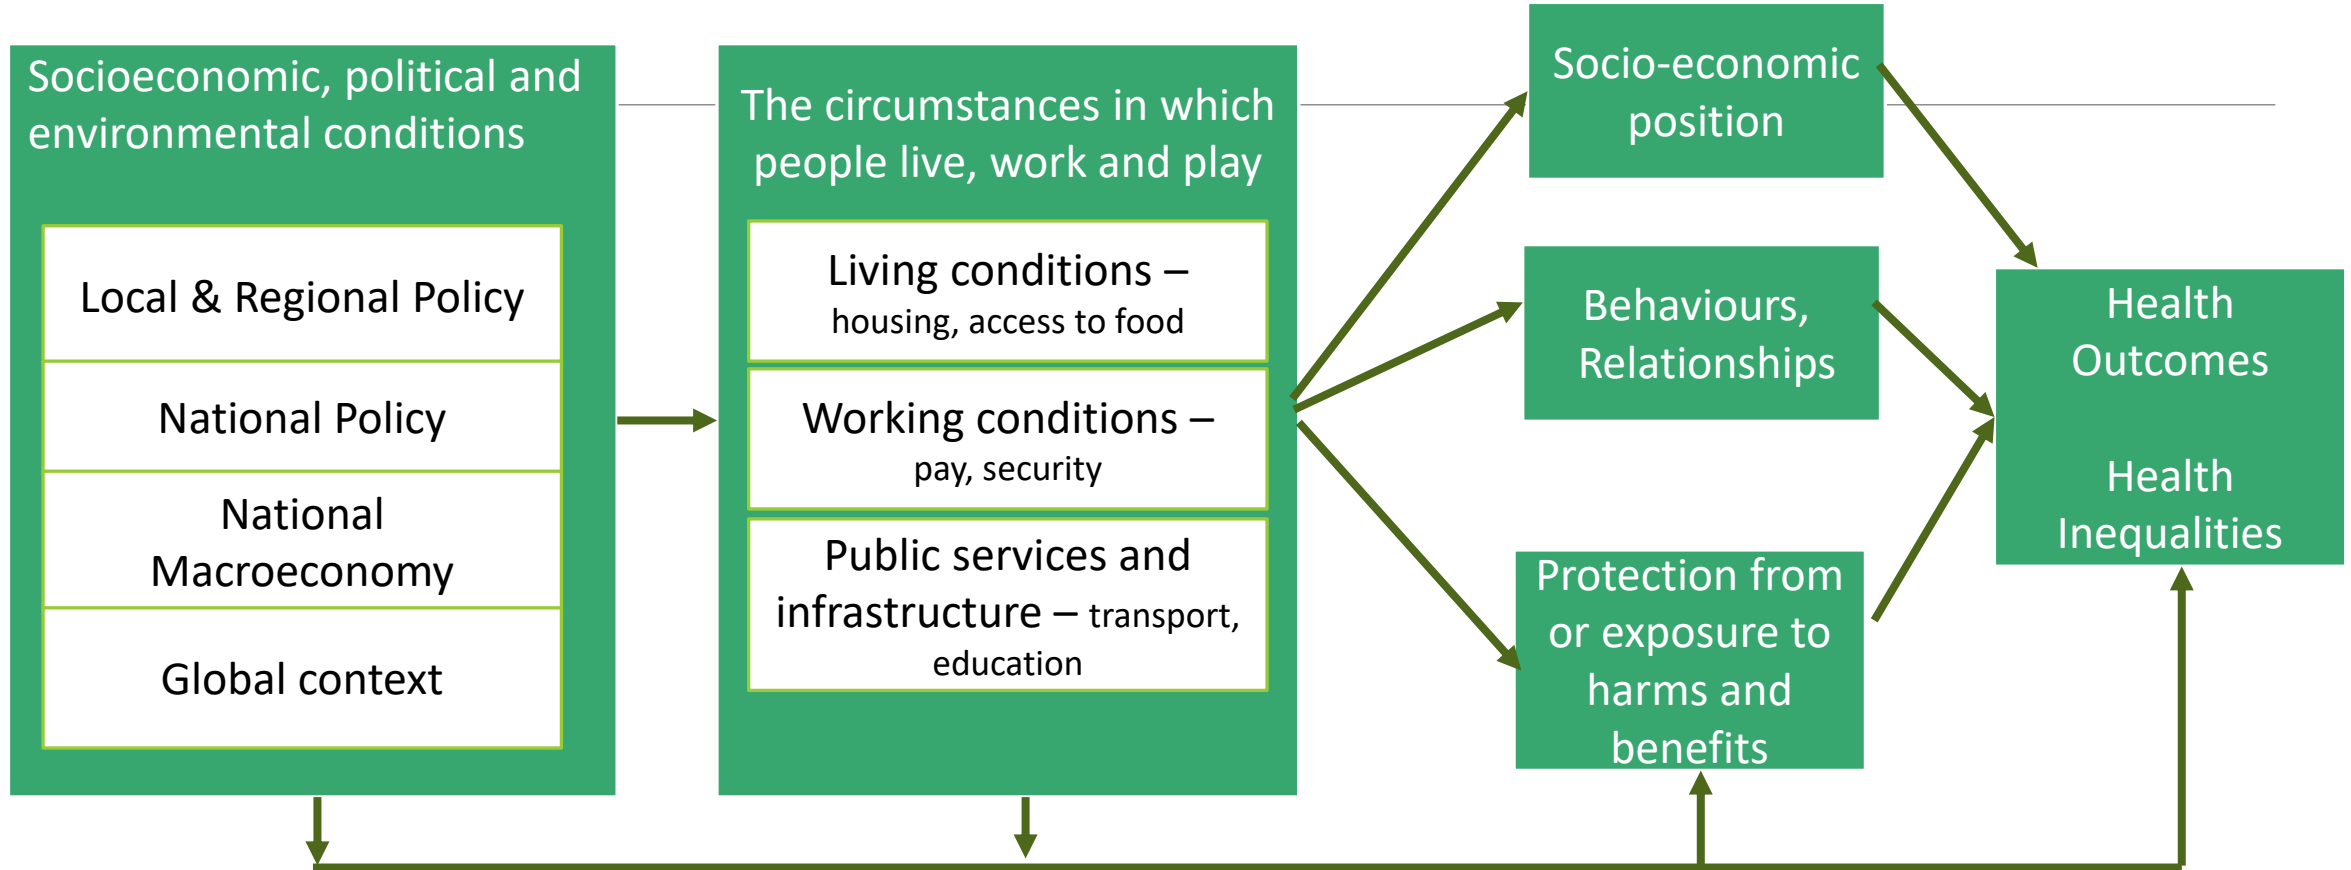 Socioeconomic, political and
environmental conditions
Local & Regional Policy
National Policy
National
Macroeconomy
Global context
The circumstances in which
people live, work and play
Living conditions –
housing, access to food
Working conditions –
pay, security
Public services and
infrastructure – transport,
education
Socio-economic
position
Behaviours,
Relationships
Protection from
or exposure to
harms and
benefits
Health
Outcomes
Health
Inequalities